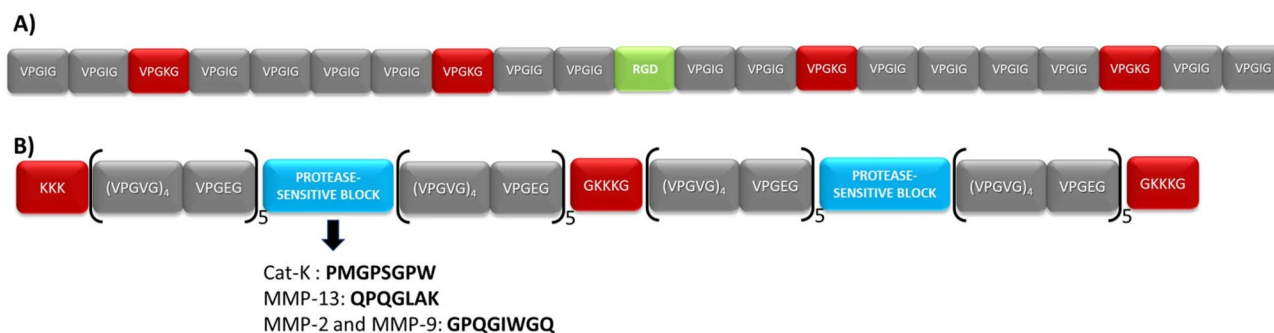 A)
VPGIG VPGIG VPGKG VPGIG VPGIG VPGIG VPGIG VPGKG VPGIG VPGIG RGD VPGIG VPGIG VPGKG VPGIG VPGIG VPGIG VPGIG VPGKG VPGIG VPGIG
B)
KKK (VPGVG)4 VPGEG 5 PROTEASE-SENSITIVE BLOCK (VPGVG)4 VPGEG 5 GKKKG (VPGVG)4 VPGEG 5 PROTEASE-SENSITIVE BLOCK (VPGVG)4 VPGEG 5 GKKKG
Cat-K : PMGPSGPW
MMP-13: QPQGLAK
MMP-2 and MMP-9: GPQGIWGQ